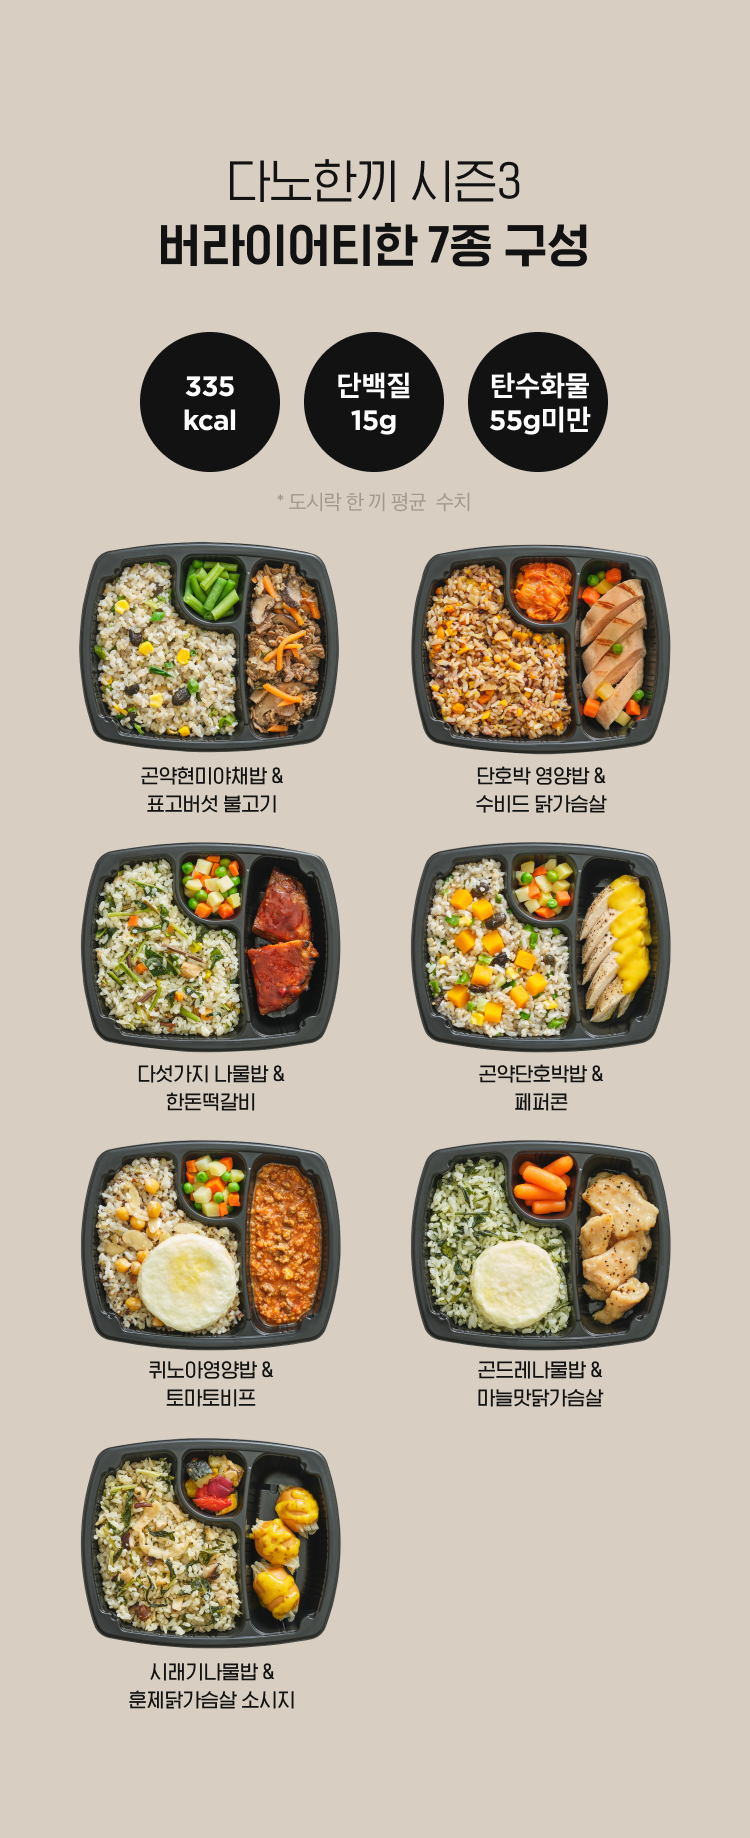 다노한끼 시즌3
버라이어티한 7종 구성
335
kcal
단백질
15g
탄수화물
55g미만
* 도시락 한 끼 평균 수치
곤약현미야채밥 &
표고버섯 불고기
단호박 영양밥 &
수비드 닭가슴살
다섯가지 나물밥 &
한돈떡갈비
곤약단호박밥 &
페퍼콘
퀴노아영양밥 &
토마토비프
곤드레나물밥 &
마늘맛닭가슴살
시래기나물밥 &
훈제닭가슴살 소시지